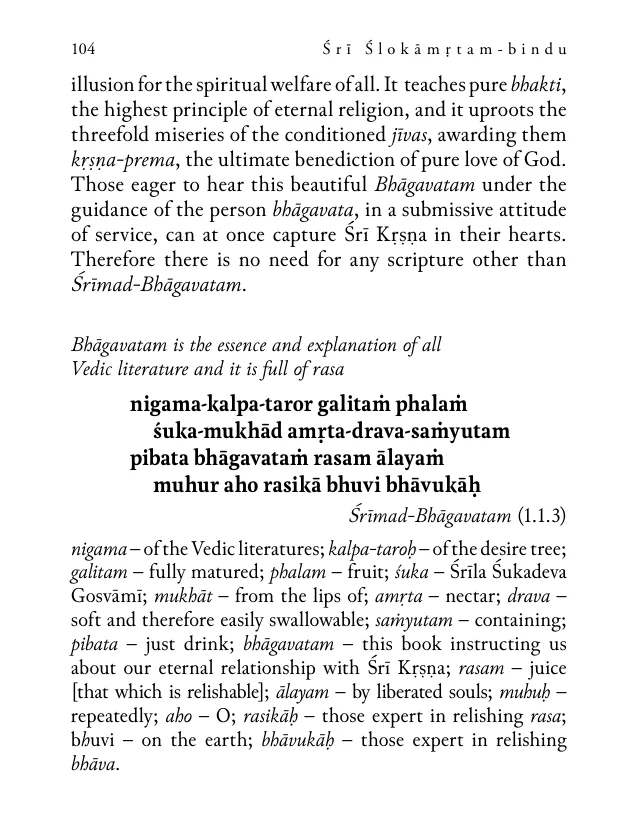 104 Śrī Ślokāmṛtam-bindu
illusion for the spiritual welfare of all. It teaches pure bhakti,
the highest principle of eternal religion, and it uproots the
threefold miseries of the conditioned jīvas, awarding them
kṛṣṇa-prema, the ultimate benediction of pure love of God.
Those eager to hear this beautiful Bhāgavatam under the
guidance of the person bhāgavata, in a submissive attitude
of service, can at once capture Śrī Kṛṣṇa in their hearts.
Therefore there is no need for any scripture other than
Śrīmad-Bhāgavatam.
Bhāgavatam is the essence and explanation of all
Vedic literature and it is full of rasa
nigama-kalpa-taror galitaṁ phalaṁ
śuka-mukhād amṛta-drava-saṁyutam
pibata bhāgavataṁ rasam ālayaṁ
muhur aho rasikā bhuvi bhāvukāḥ
Śrīmad-Bhāgavatam (1.1.3)
nigama – of the Vedic literatures; kalpa-taroḥ – of the desire tree;
galitam – fully matured; phalam – fruit; śuka – Śrīla Śukadeva
Gosvāmī; mukhāt – from the lips of; amṛta – nectar; drava –
soft and therefore easily swallowable; saṁyutam – containing;
pibata – just drink; bhāgavatam – this book instructing us
about our eternal relationship with Śrī Kṛṣṇa; rasam – juice
[that which is relishable]; ālayam – by liberated souls; muhuḥ –
repeatedly; aho – O; rasikāḥ – those expert in relishing rasa;
bhuvi – on the earth; bhāvukāḥ – those expert in relishing
bhāva.